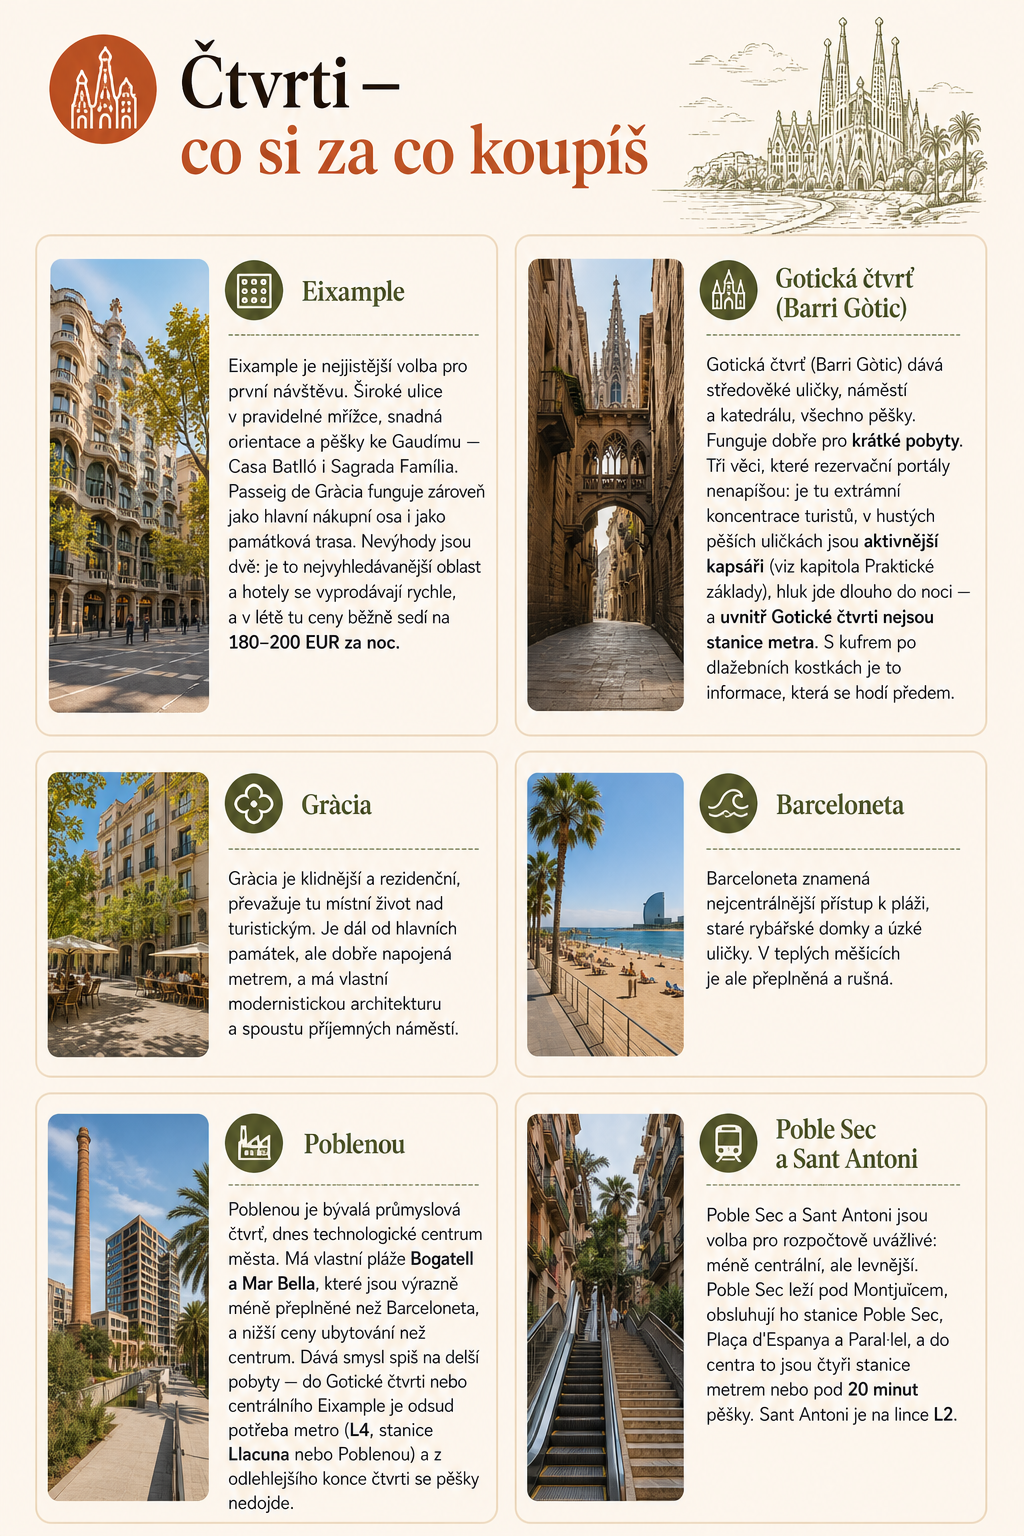 Čtvrti –
co si za co koupíš
Eixample
Eixample je nejjistější volba pro
první návštěvu. Široké ulice
v pravidelné mřížce, snadná
orientace a pěšky ke Gaudímu —
Casa Batlló i Sagrada Família.
Passeig de Gràcia funguje zároveň
jako hlavní nákupní osa i jako
památková trasa. Nevýhody jsou
dvě: je to nejvyhledávanější oblast
a hotely se vyprodávají rychle,
a v létě tu ceny běžně sedí na
180–200 EUR za noc.
Gotická čtvrť
(Barri Gòtic)
Gotická čtvrť (Barri Gòtic) dává
středověké uličky, náměstí
a katedrálu, všechno pěšky.
Funguje dobře pro krátké pobyty.
Tři věci, které rezervační portály
nenapíšou: je tu extrámní
koncentrace turistů, v hustých
pěších uličkách jsou aktivnější
kapsáři (viz kapitola Praktické
základy), hluk jde dlouho do noci —
a uvnitř Gotické čtvrti nejsou
stanice metra. S kufrem po
dlažebních kostkách je to
informace, která se hodí předem.
Gràcia
Gràcia je klidnější a rezidenční,
převažuje tu místní život nad
turistickým. Je dál od hlavních
památek, ale dobře napojená
metrem, a má vlastní
modernistickou architekturu
a spoustu příjemných náměstí.
Barceloneta
Barceloneta znamená
nejcentrálnější přístup k pláži,
staré rybářské domky a úzké
uličky. V teplých měšicích
je ale přeplněná a rušná.
Poblenou
Poblenou je bývalá průmyslová
čtvrť, dnes technologické centrum
města. Má vlastní pláže Bogatell
a Mar Bella, které jsou výrazně
méně přeplněné než Barceloneta,
a nižší ceny ubytování než
centrum. Dává smysl spiš na delší
pobyty — do Gotické čtvrti nebo
centrálního Eixample je odsud
potřeba metro (L4, stanice
Llacuna nebo Poblenou) a z
odlehlejšího konce čtvrti se pěšky
nedojde.
Poble Sec
a Sant Antoni
Poble Sec a Sant Antoni jsou
volba pro rozpočtově uvážlivé:
méně centrální, ale levnější.
Poble Sec leží pod Montjuïcem,
obsluhují ho stanice Poble Sec,
Plaça d'Espanya a Paral·lel, a do
centra to jsou čtyři stanice
metrem nebo pod 20 minut
pěšky. Sant Antoni je na lince L2.